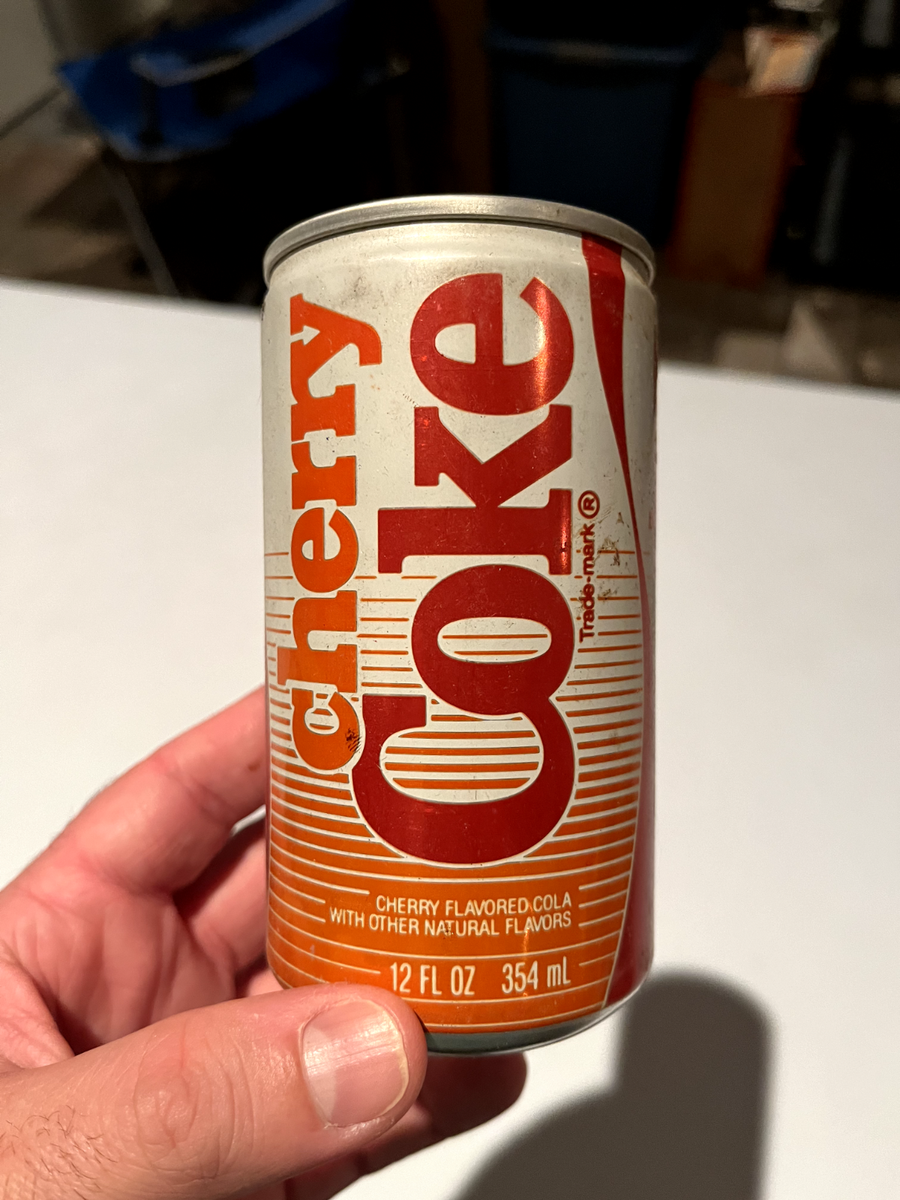 cherry
Coke
Trade-mark ®
CHERRY FLAVORED COLA
WITH OTHER NATURAL FLAVORS
12 FL OZ 354 mL